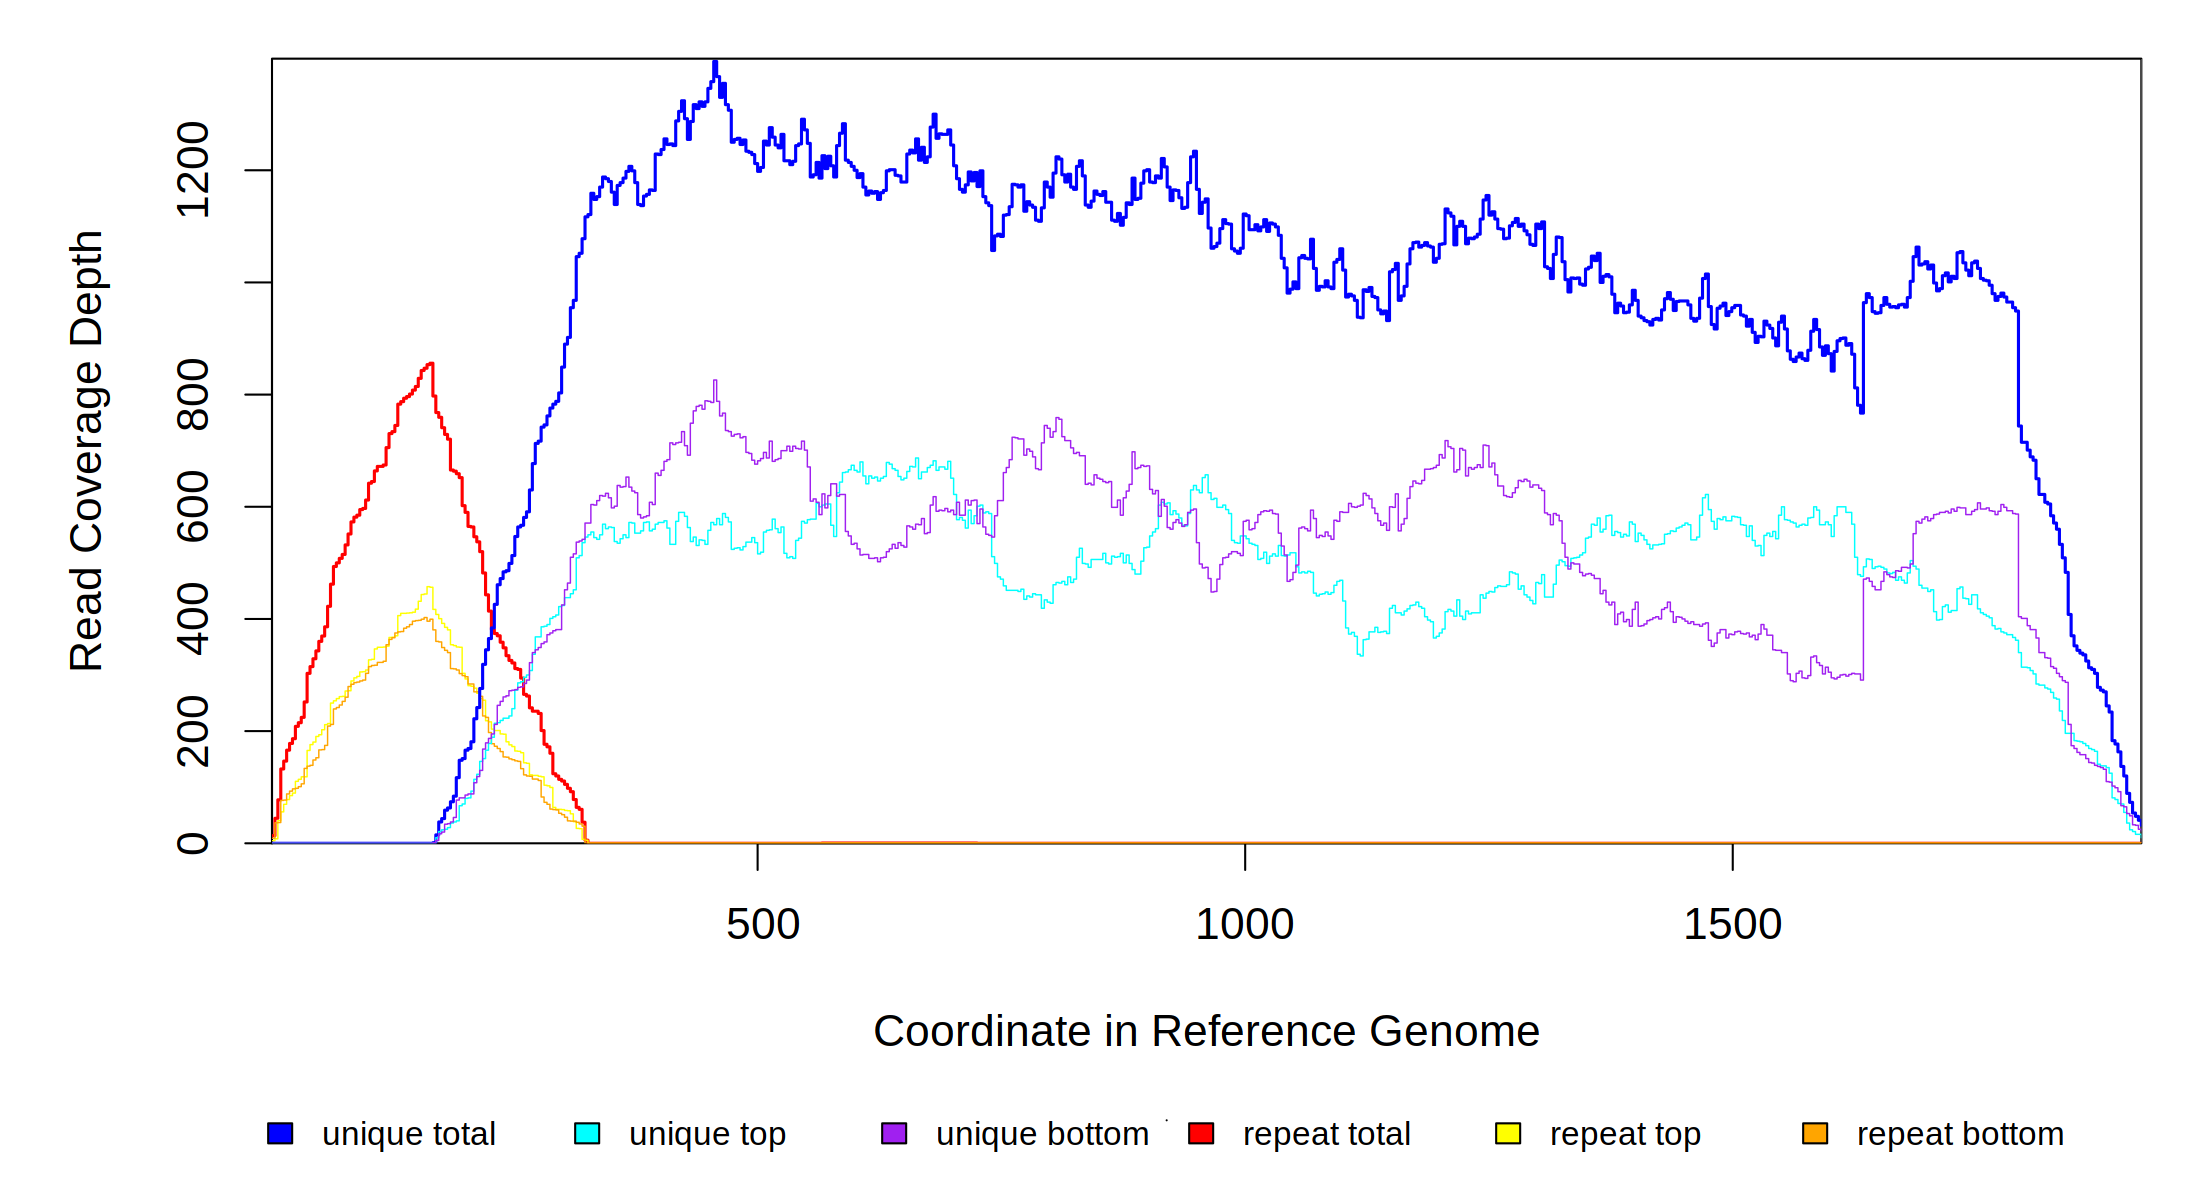 Read Coverage Depth
1200
800
600
400
200
0
500 1000 1500
Coordinate in Reference Genome
unique total unique top unique bottom repeat total repeat top repeat bottom